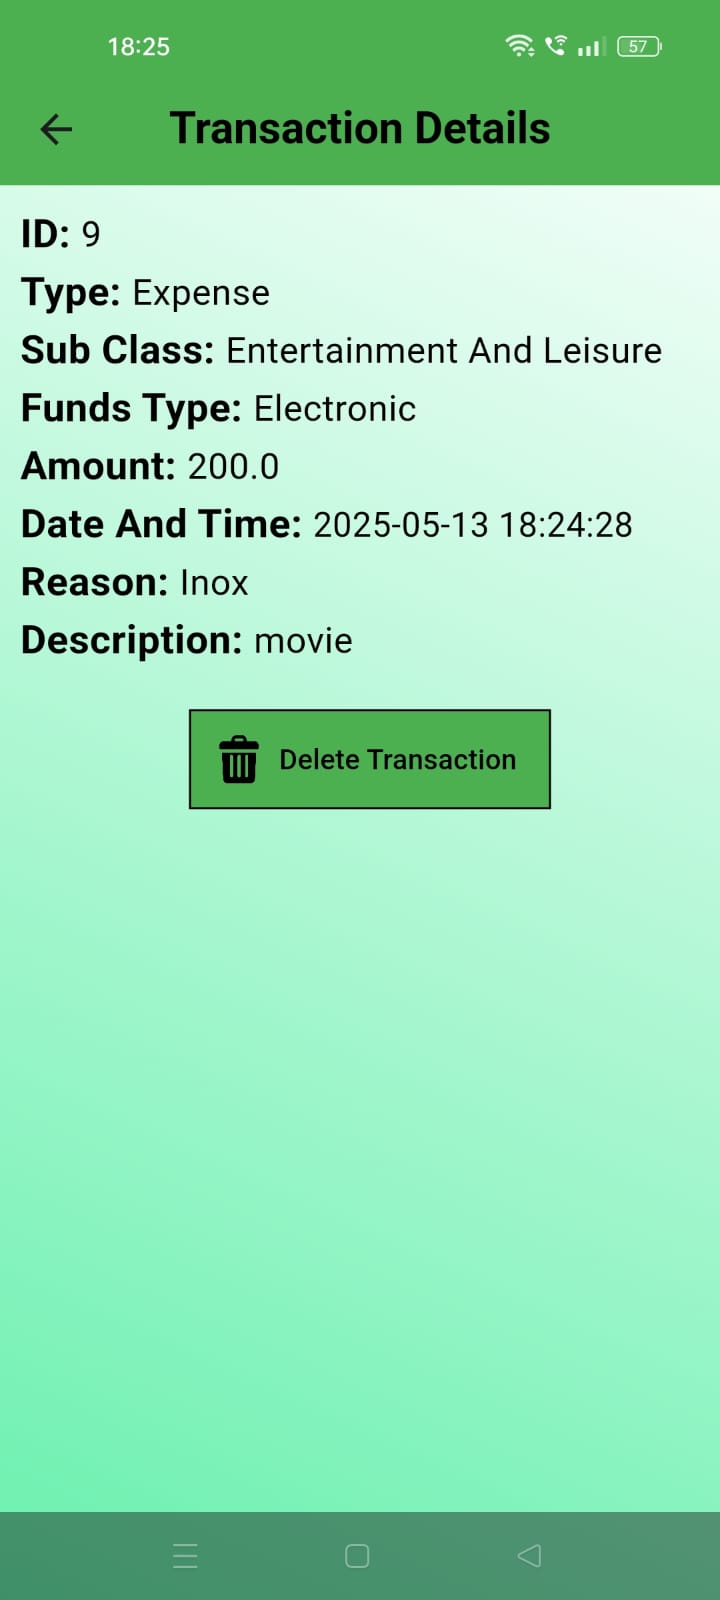 18:25
57
Transaction Details
ID: 9
Type: Expense
Sub Class: Entertainment And Leisure
Funds Type: Electronic
Amount: 200.0
Date And Time: 2025-05-13 18:24:28
Reason: Inox
Description: movie
Delete Transaction